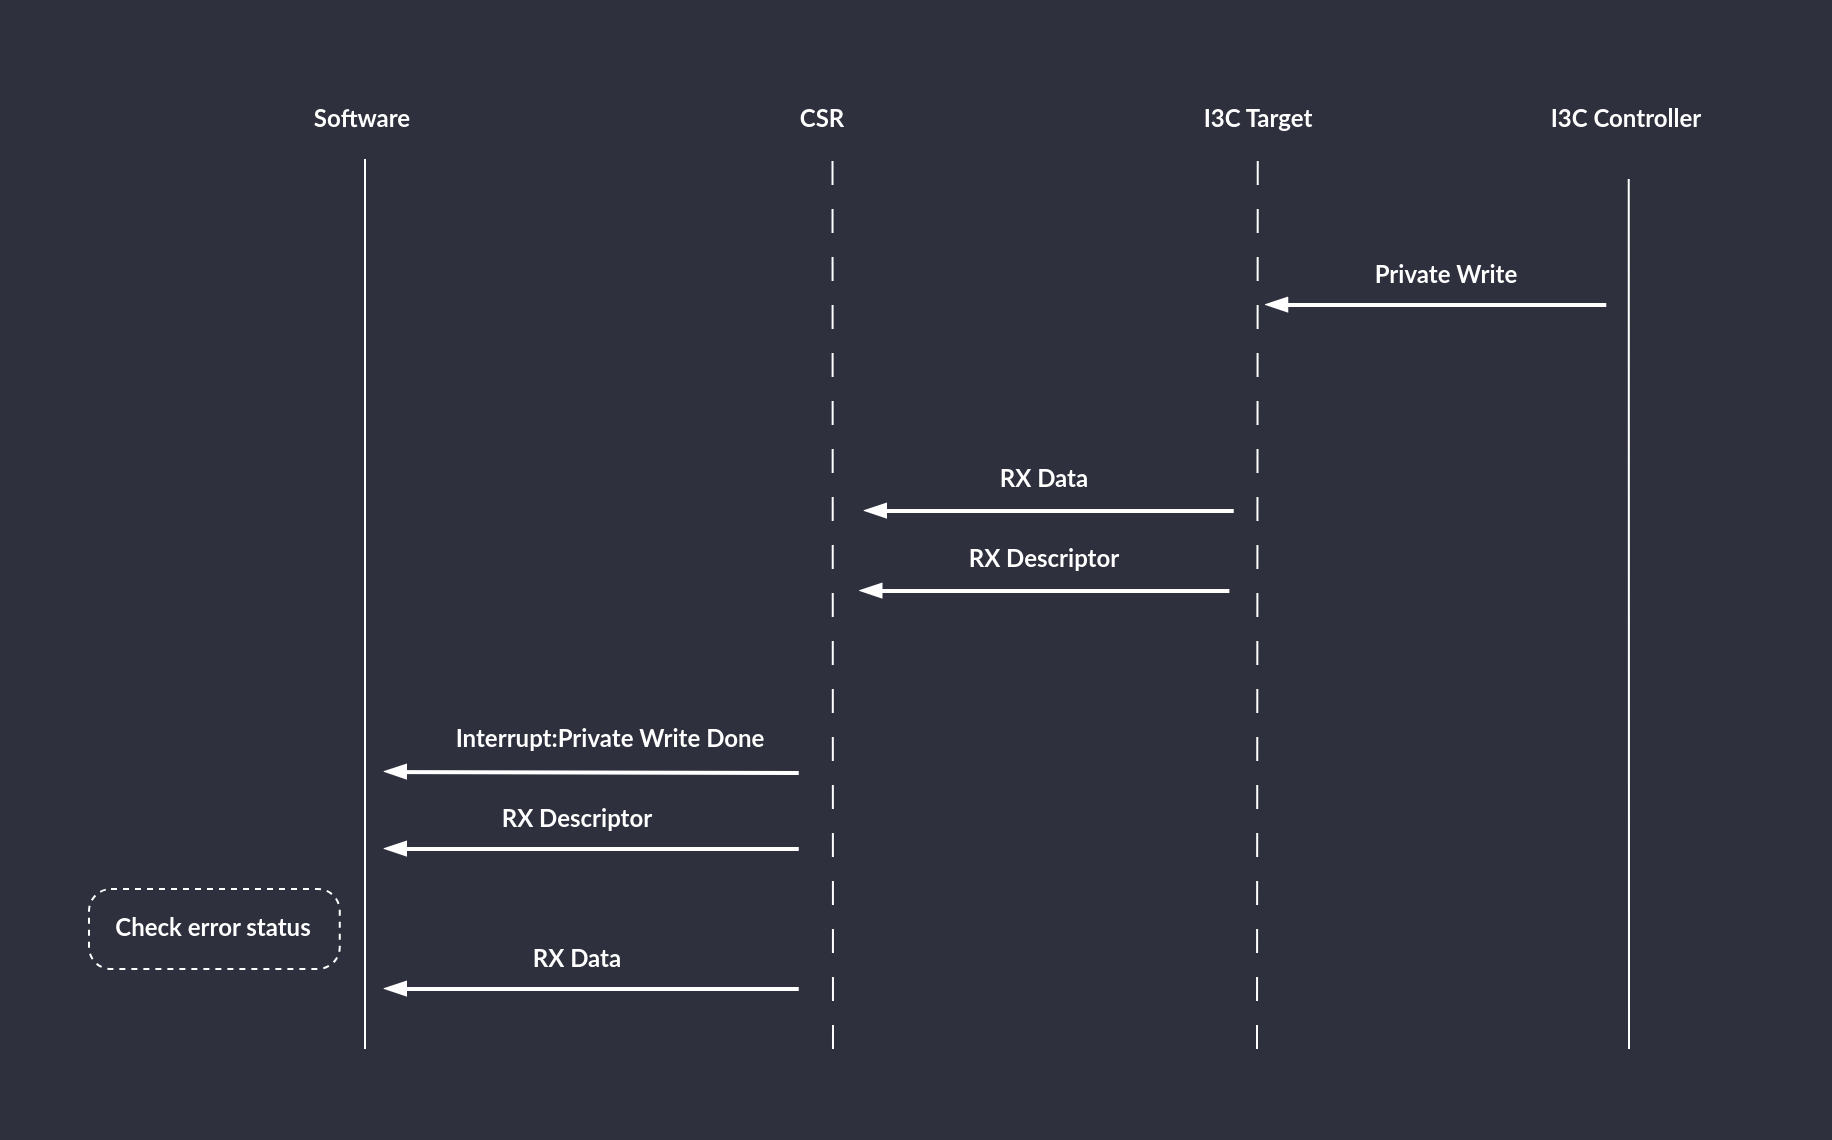 Software
CSR
I3C Target
I3C Controller
Private Write
RX Data
RX Descriptor
Interrupt:Private Write Done
RX Descriptor
Check error status
RX Data